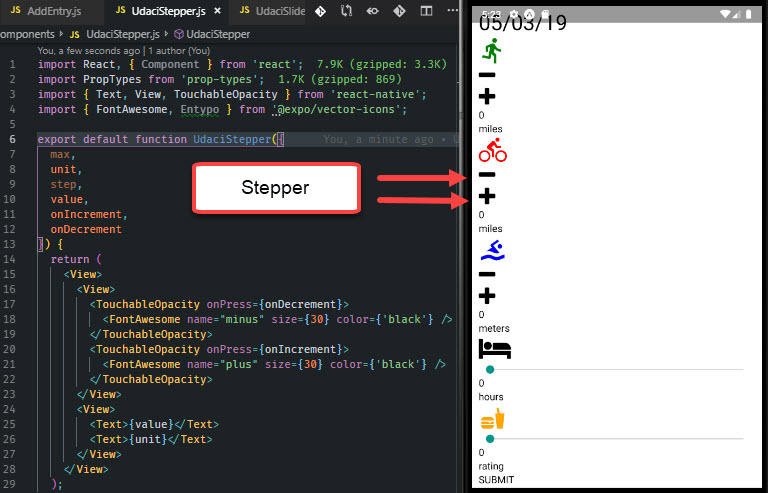 AddEntry.js
UdaciStepper.js
UdaciSlide
omponents > UdaciStepper.js > UdaciStepper
You, a few seconds ago | 1 author (You)
1 import React, { Component } from 'react'; 7.9K (gzipped: 3.3K)
2 import PropTypes from 'prop-types'; 1.7K (gzipped: 869)
3 import { Text, View, TouchableOpacity } from 'react-native';
4 import { FontAwesome, Entypo } from '@expo/vector-icons';
5
6 export default function UdaciStepper({ You, a minute ago • U
7 max,
8 unit,
9 step,
10 value,
11 onIncrement,
12 onDecrement
13 }) {
14 return (
15 <View>
16 <View>
17 <TouchableOpacity onPress={onDecrement}>
18 <FontAwesome name="minus" size={30} color={'black'} />
19 </TouchableOpacity>
20 <TouchableOpacity onPress={onIncrement}>
21 <FontAwesome name="plus" size={30} color={'black'} />
22 </TouchableOpacity>
23 </View>
24 <View>
25 <Text>{value}</Text>
26 <Text>{unit}</Text>
27 </View>
28 </View>
29 );
Stepper
5:23
05/03/19
0
miles
0
miles
0
meters
0
hours
0
rating
SUBMIT